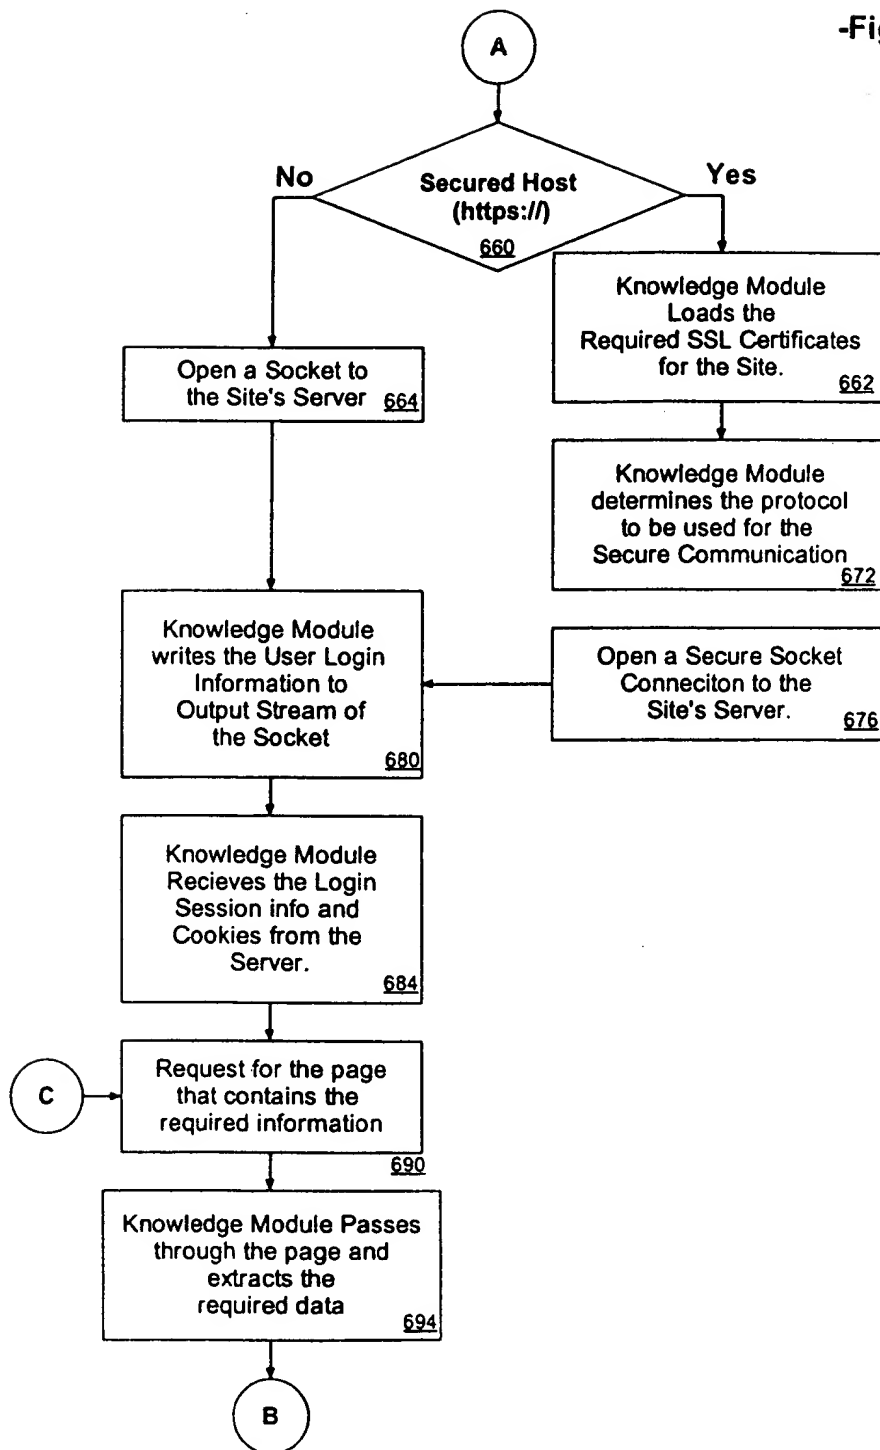 -Fig
A
No
Yes
Secured Host
(https://)
660
Knowledge Module
Loads the
Required SSL Certificates
for the Site.
662
Open a Socket to
the Site's Server
664
Knowledge Module
determines the protocol
to be used for the
Secure Communication
672
Knowledge Module
writes the User Login
Information to
Output Stream of
the Socket
680
Open a Secure Socket
Conneciton to the
Site's Server.
676
Knowledge Module
Recieves the Login
Session info and
Cookies from the
Server.
684
C
Request for the page
that contains the
required information
690
Knowledge Module Passes
through the page and
extracts the
required data
694
B